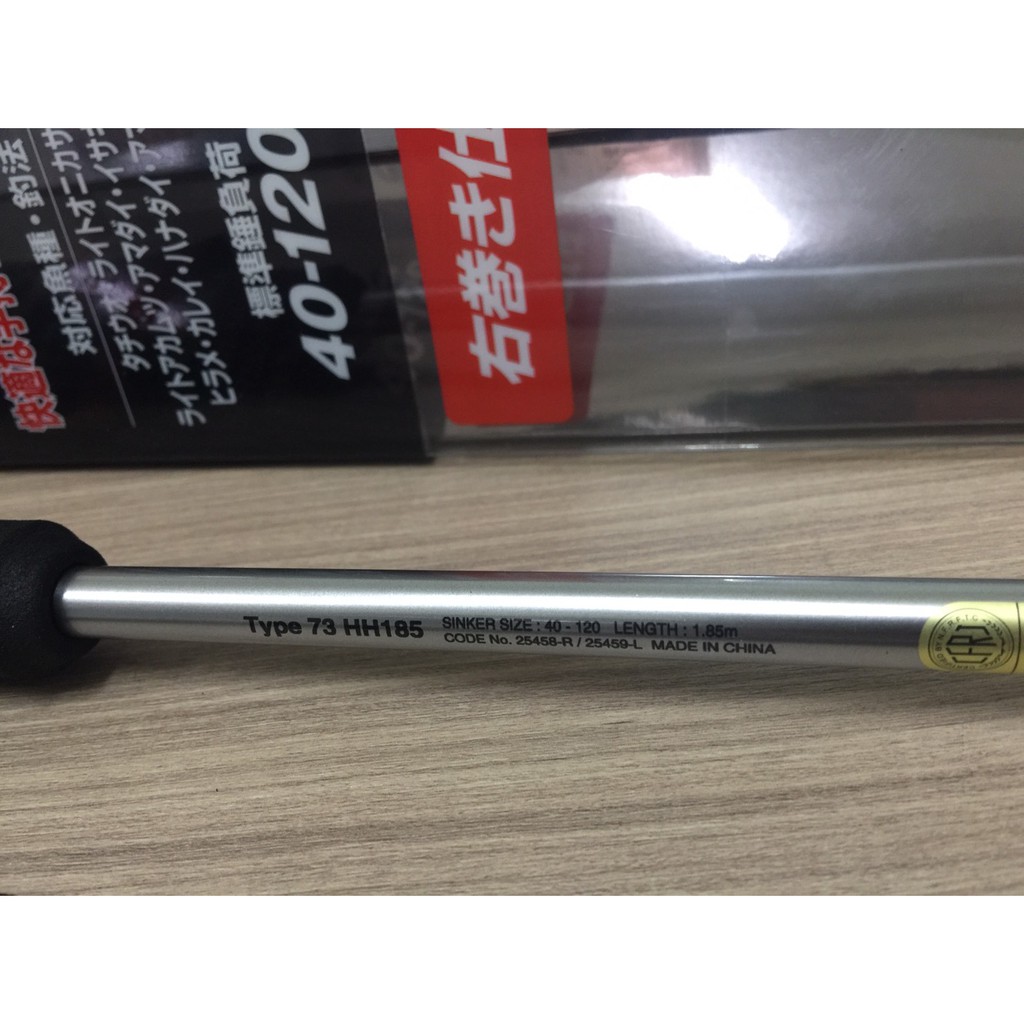 快適な手
対応魚種・釣法
タチウオ・ライトオニカサ
ライトアカムツ・アマダイ・イサキ
ヒラメ・カレイ・ハナダイ・ア
標準錘負荷
40-120
右巻き仕
Type 73 HH185
SINKER SIZE : 40 - 120 LENGTH : 1.85m
CODE No. 25458-R / 25459-L MADE IN CHINA